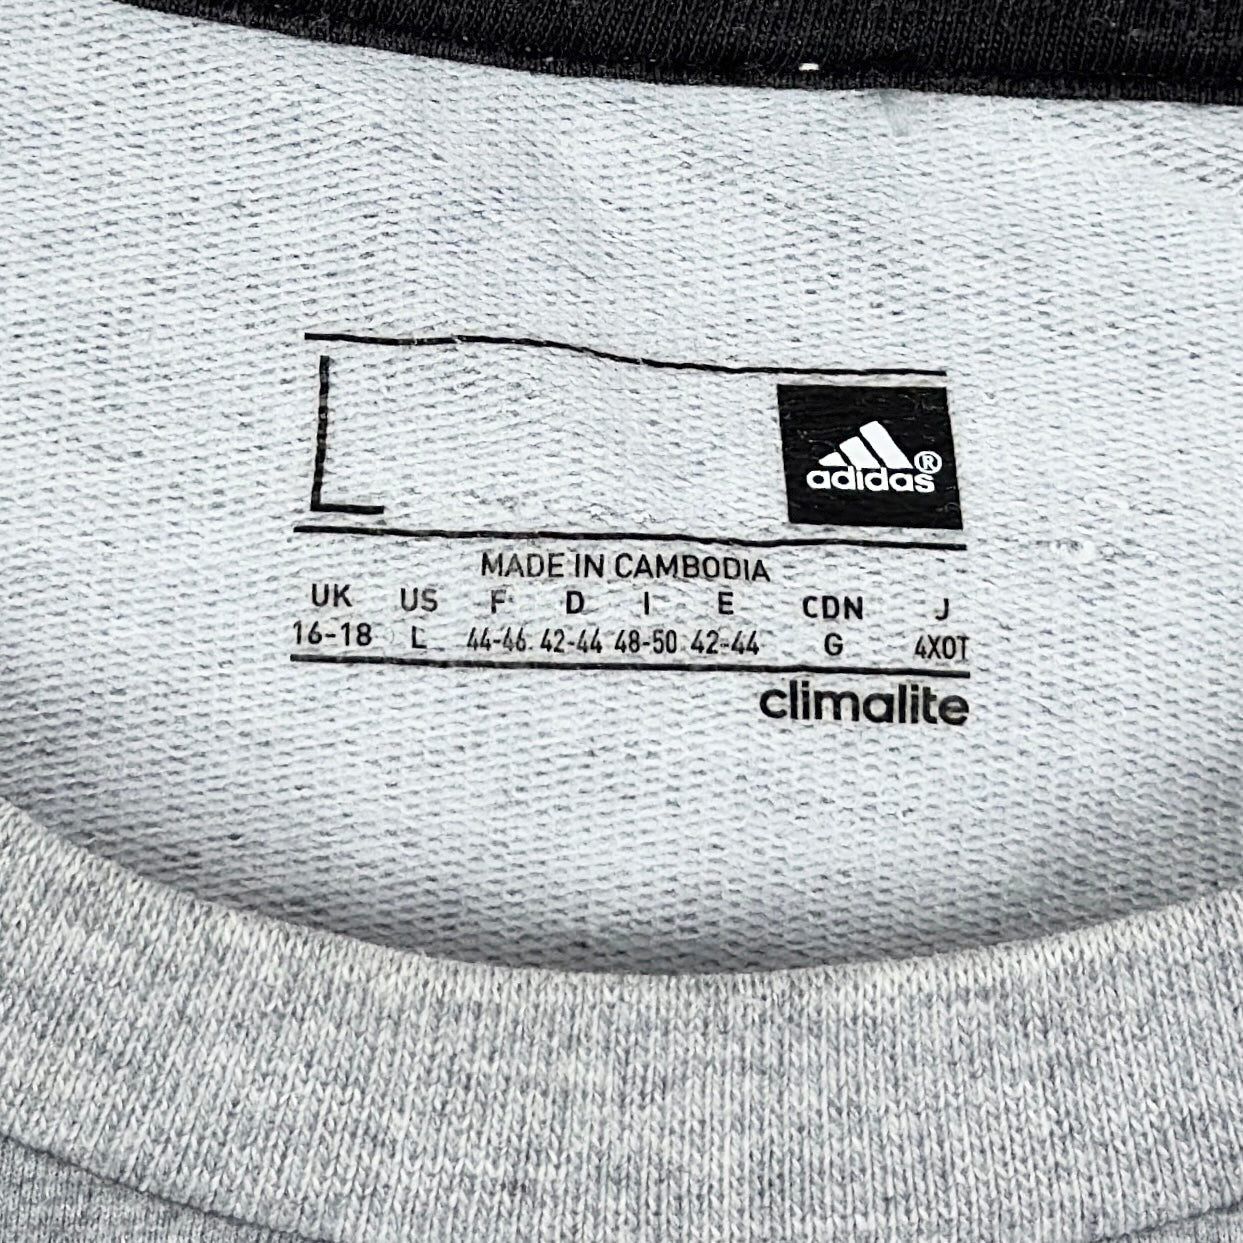 L
adidas®
MADE IN CAMBODIA
UK US F D I E CDN J
16-18 L 44-46 42-44 48-50 42-44 G 4XOT
climalite